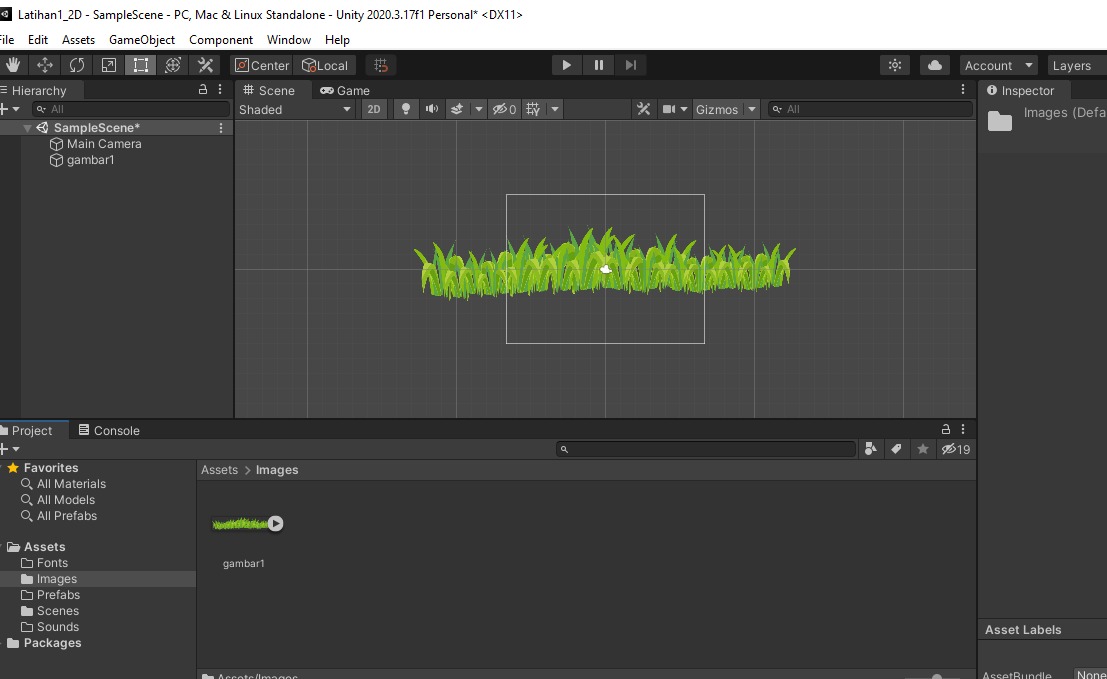 Latihan1_2D - SampleScene - PC, Mac & Linux Standalone - Unity 2020.3.17f1 Personal* <DX11>
File Edit Assets GameObject Component Window Help
Center Local Account Layers
Hierarchy
All
SampleScene*
Main Camera
gambar1
Scene Game
Shaded 2D 0 Gizmos All
Inspector
Images (Defa
Project Console
19
Favorites
All Materials
All Models
All Prefabs
Assets
Fonts
Images
Prefabs
Scenes
Sounds
Packages
Assets > Images
gambar1
Assets/Images
Asset Labels
AssetBundle None